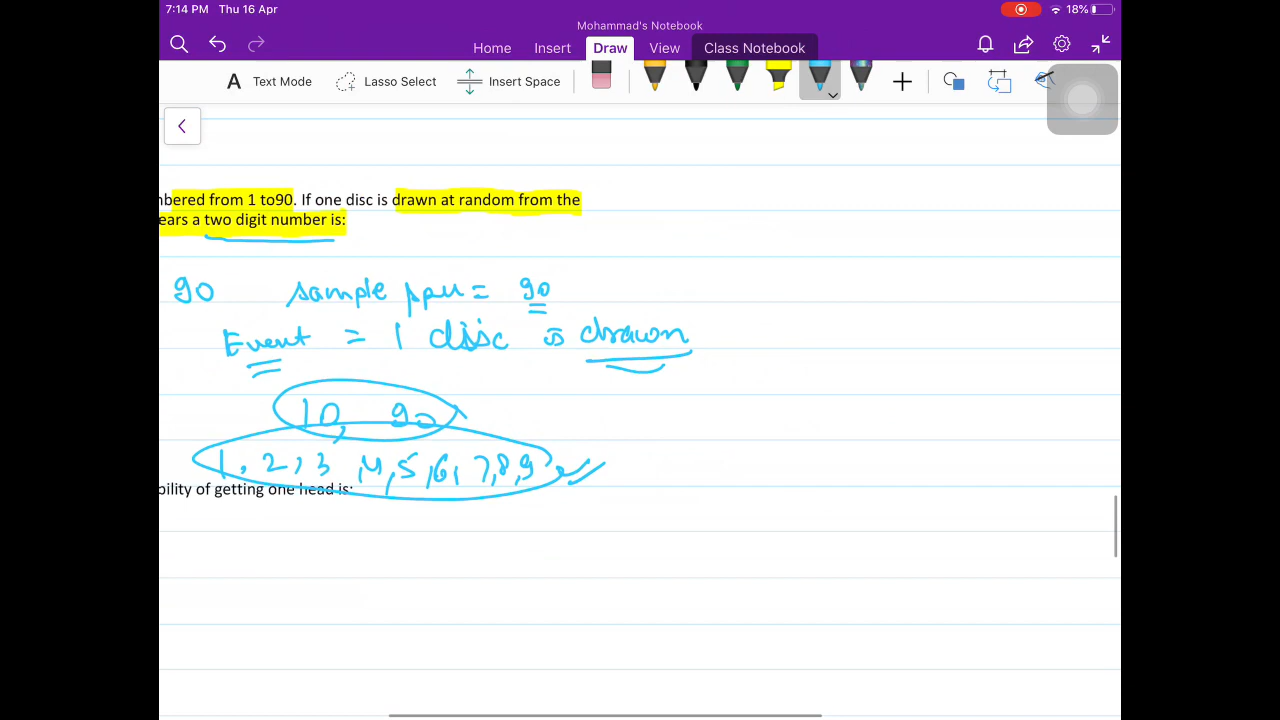 7:14 PM Thu 16 Apr
18%
Mohammad's Notebook
Home Insert Draw View Class Notebook
A Text Mode Lasso Select Insert Space
nbered from 1 to90. If one disc is drawn at random from the
ears a two digit number is:
90 sample = 90
Event = 1 disc is drawn
10, 90
1, 2, 3, 4, 5, 6, 7, 8, 9
bility of getting one head is: